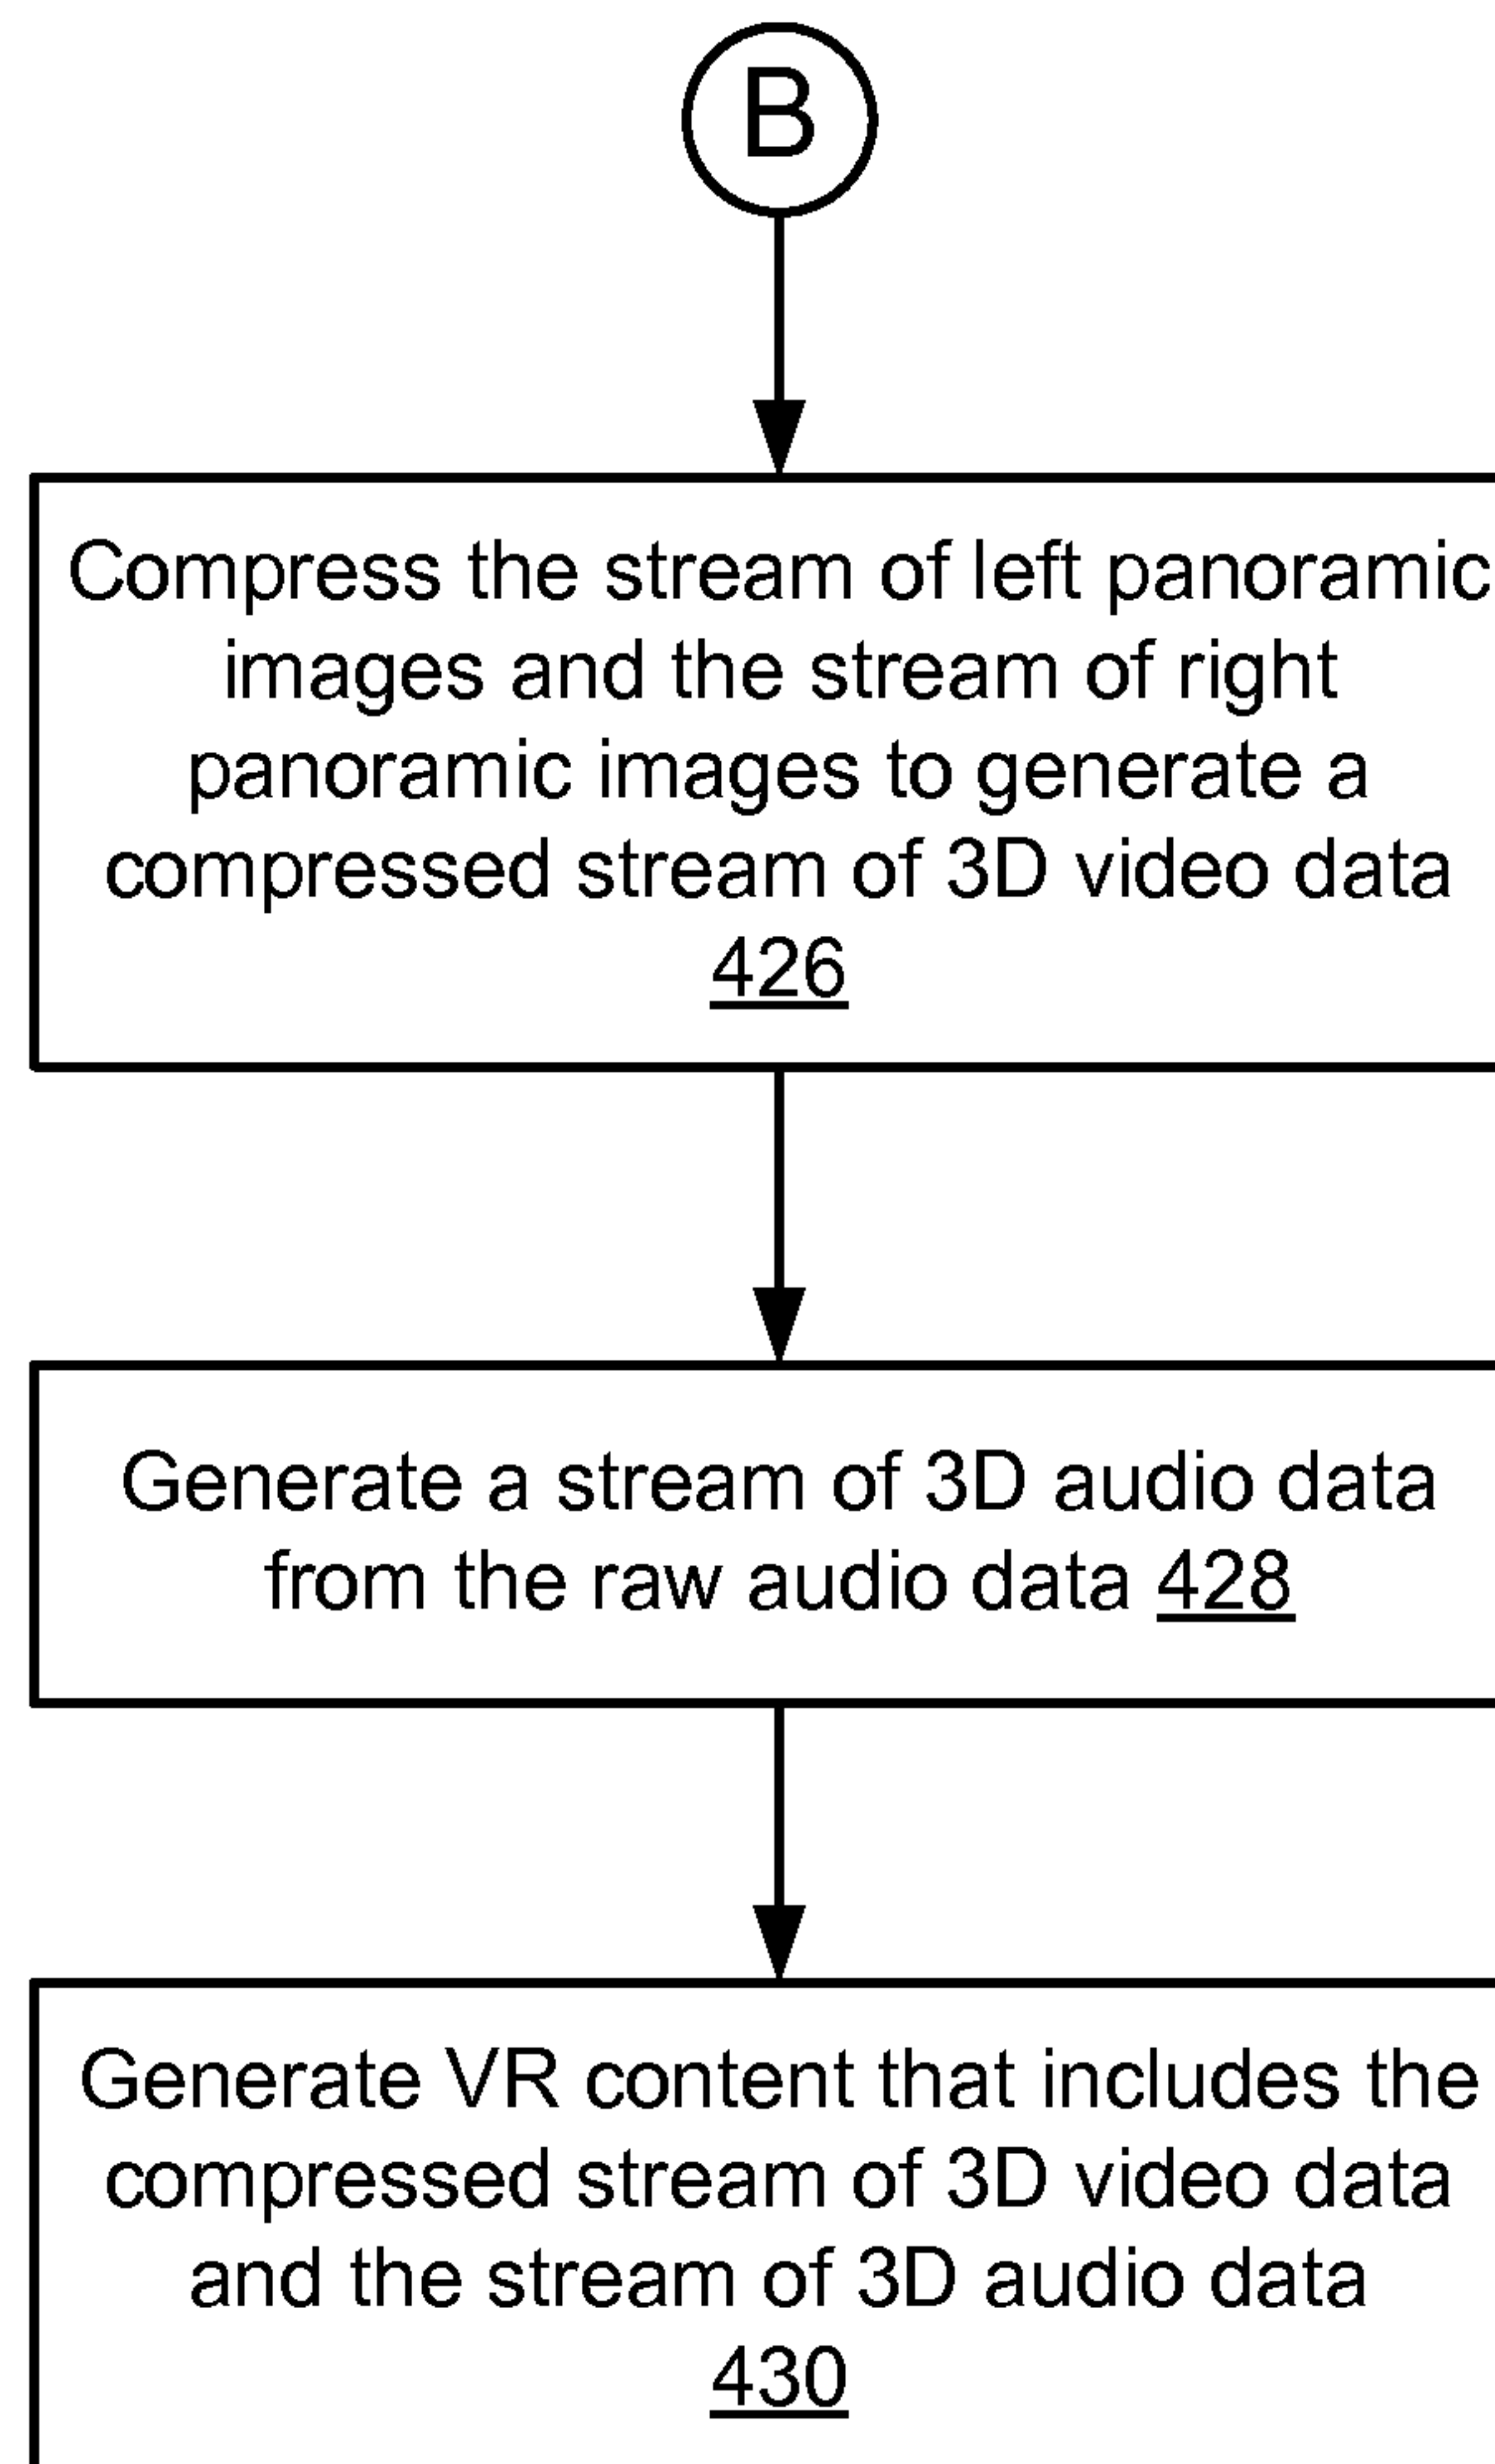 B
Compress the stream of left panoramic
images and the stream of right
panoramic images to generate a
compressed stream of 3D video data
426
Generate a stream of 3D audio data
from the raw audio data 428
Generate VR content that includes the
compressed stream of 3D video data
and the stream of 3D audio data
430